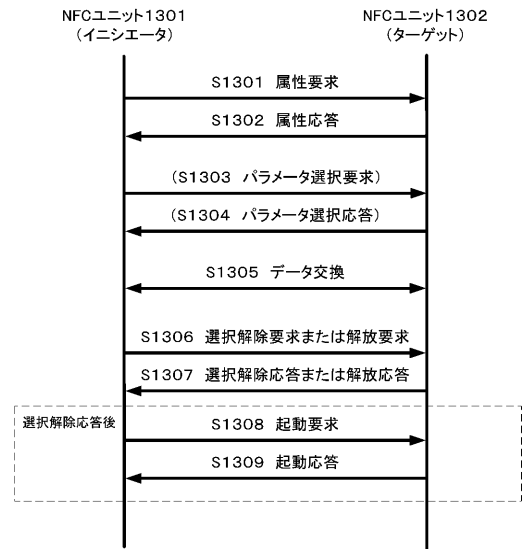 NFCユニット1301
(イニシエータ)
NFCユニット1302
(ターゲット)
S1301 属性要求
S1302 属性応答
(S1303 パラメータ選択要求)
(S1304 パラメータ選択応答)
S1305 データ交換
S1306 選択解除要求または解放要求
S1307 選択解除応答または解放応答
選択解除応答後
S1308 起動要求
S1309 起動応答